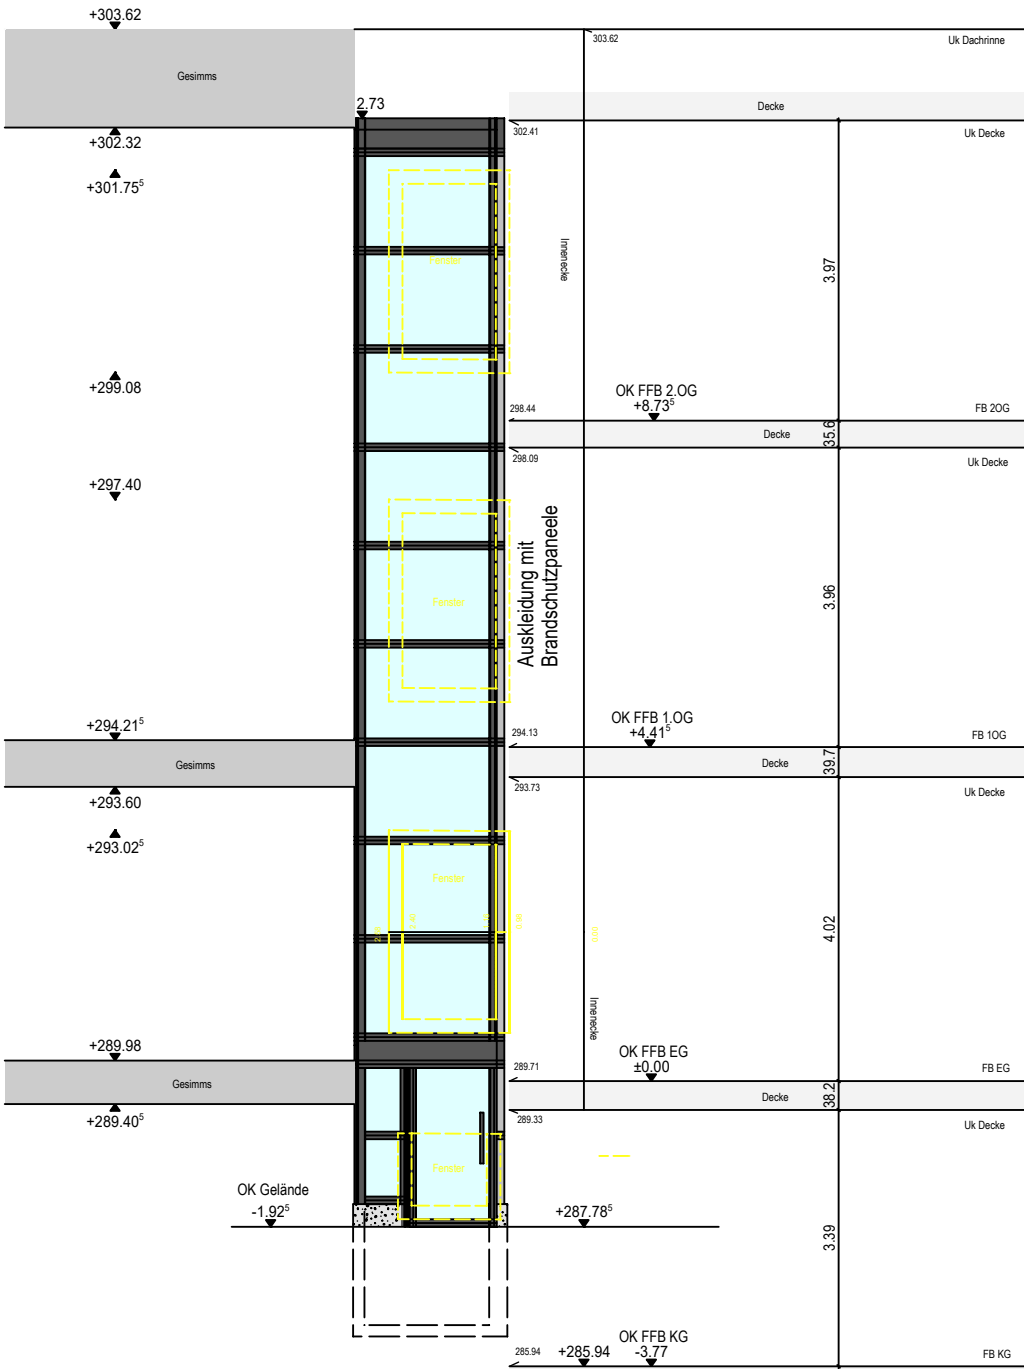 +303.62
303.62
Uk Dachrinne
Gesimms
2.73
Decke
302.41
Uk Decke
+302.32
+301.75⁵
Fenster
Innenecke
3.97
+299.08
OK FFB 2.OG
+8.73⁵
298.44
FB 2OG
Decke
35.6
298.09
Uk Decke
+297.40
Auskleidung mit
Brandschutzpaneele
Fenster
3.96
+294.21⁵
OK FFB 1.OG
+4.41⁵
294.13
FB 1OG
Gesimms
Decke
39.7
293.73
Uk Decke
+293.60
+293.02⁵
Fenster
4.02
Innenecke
+289.98
OK FFB EG
±0.00
289.71
FB EG
Gesimms
Decke
38.2
289.33
Uk Decke
+289.40⁵
Fenster
OK Gelände
-1.92⁵
+287.78⁵
3.39
OK FFB KG
285.94
+285.94
-3.77
FB KG